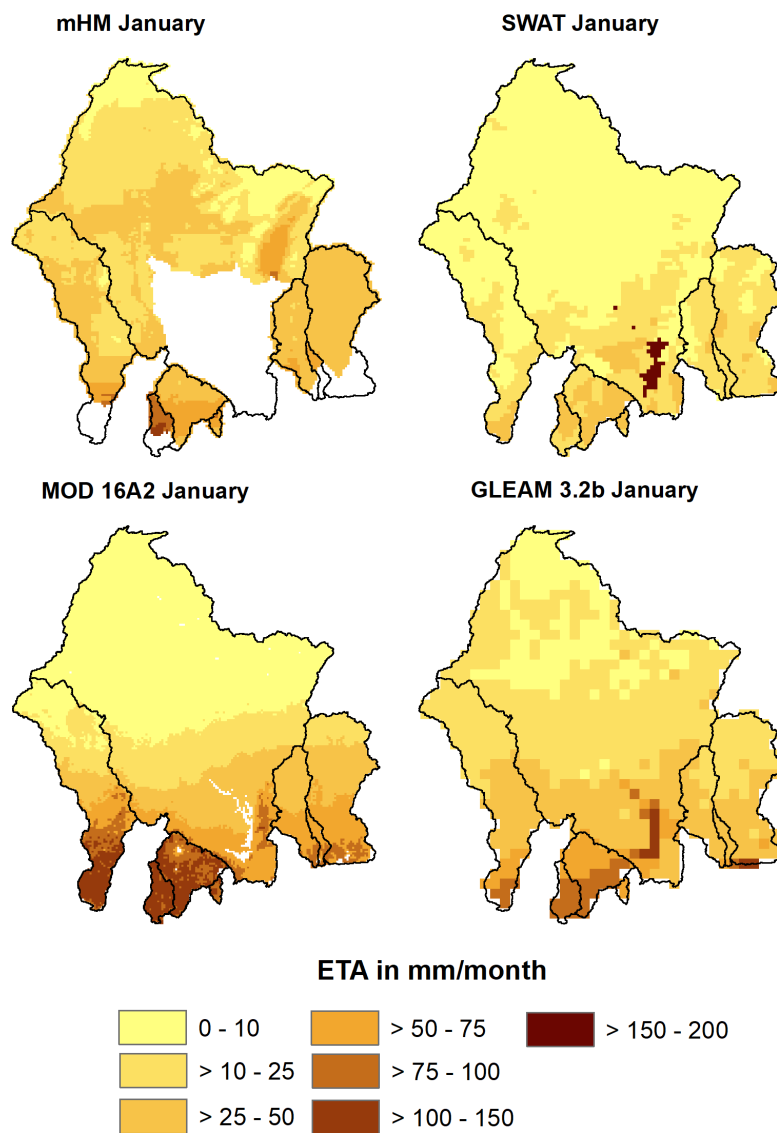 mHM January
SWAT January
MOD 16A2 January
GLEAM 3.2b January
ETA in mm/month
0 - 10
> 50 - 75
> 150 - 200
> 10 - 25
> 75 - 100
> 25 - 50
> 100 - 150